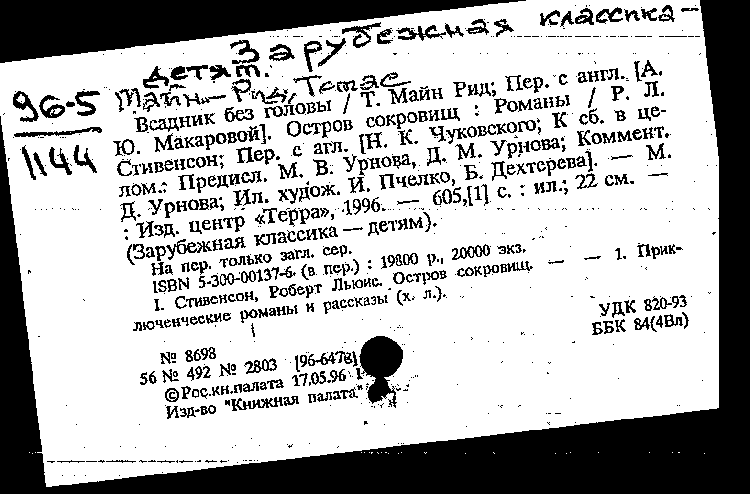 Зарубежная классика —
детям.
96-5
1144
Майн-Рид, Томас
Всадник без головы / Т. Майн Рид; Пер. с англ. [А.
Ю. Макаровой]. Остров сокровищ : Романы / Р. Л.
Стивенсон; Пер. с агл. [Н. К. Чуковского; К сб. в це-
лом.: Предисл. М. В. Урнова, Д. М. Урнова; Коммент.
Д. Урнова; Ил. худож. И. Пчелко, Б. Дехтерева]. — М.
: Изд. центр «Терра», 1996. — 605,[1] с. : ил.; 22 см. —
(Зарубежная классика — детям).
На пер. только загл. сер.
ISBN 5-300-00137-6 (в пер.) : 19800 р., 20000 экз.
I. Стивенсон, Роберт Льюис. Остров сокровищ. — — 1. Прик-
люченческие романы и рассказы (х. л.).
УДК 820-93
ББК 84(4Вл)
№ 8698
56 № 492 № 2803 [96-6478]
© Рос.кн.палата 17.05.96
Изд-во "Книжная палата"